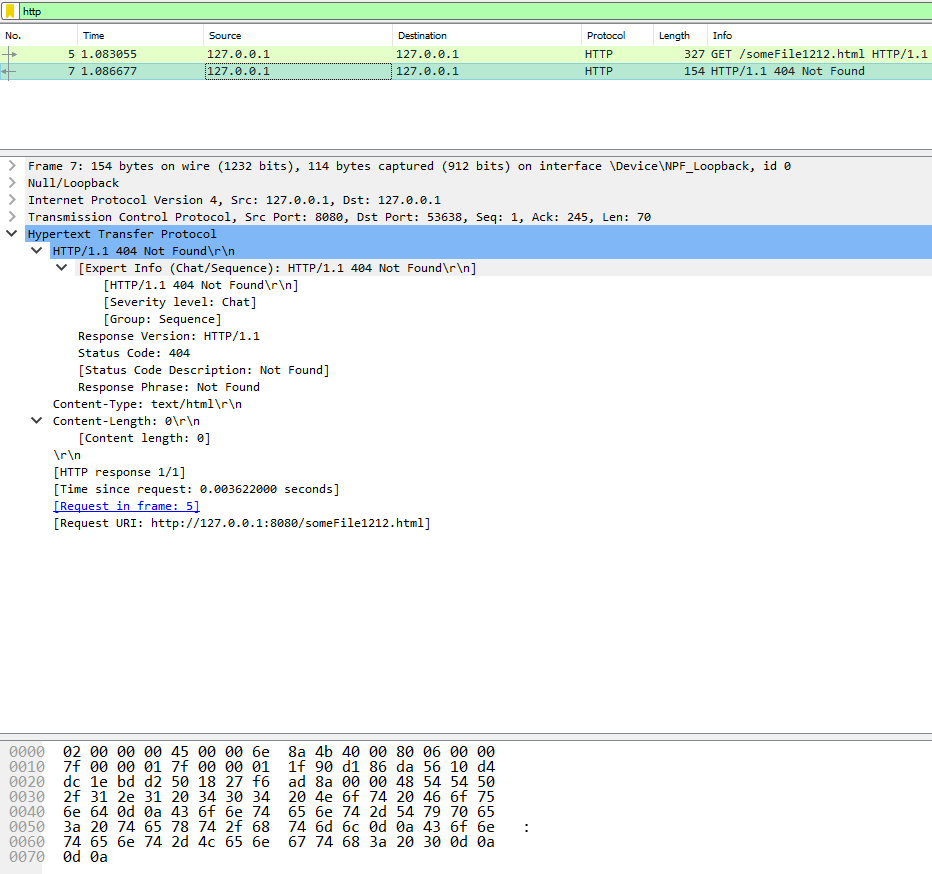 http
No. Time Source Destination Protocol Length Info
5 1.083055 127.0.0.1 127.0.0.1 HTTP 327 GET /someFile1212.html HTTP/1.1
7 1.086677 127.0.0.1 127.0.0.1 HTTP 154 HTTP/1.1 404 Not Found
Frame 7: 154 bytes on wire (1232 bits), 114 bytes captured (912 bits) on interface \Device\NPF_Loopback, id 0
Null/Loopback
Internet Protocol Version 4, Src: 127.0.0.1, Dst: 127.0.0.1
Transmission Control Protocol, Src Port: 8080, Dst Port: 53638, Seq: 1, Ack: 245, Len: 70
Hypertext Transfer Protocol
HTTP/1.1 404 Not Found\r\n
[Expert Info (Chat/Sequence): HTTP/1.1 404 Not Found\r\n]
[HTTP/1.1 404 Not Found\r\n]
[Severity level: Chat]
[Group: Sequence]
Response Version: HTTP/1.1
Status Code: 404
[Status Code Description: Not Found]
Response Phrase: Not Found
Content-Type: text/html\r\n
Content-Length: 0\r\n
[Content length: 0]
\r\n
[HTTP response 1/1]
[Time since request: 0.003622000 seconds]
[Request in frame: 5]
[Request URI: http://127.0.0.1:8080/someFile1212.html]
0000 02 00 00 00 45 00 00 6e 8a 4b 40 00 80 06 00 00
0010 7f 00 00 01 7f 00 00 01 1f 90 d1 86 da 56 10 d4
0020 dc 1e bd d2 50 18 27 f6 ad 8a 00 00 48 54 54 50
0030 2f 31 2e 31 20 34 30 34 20 4e 6f 74 20 46 6f 75
0040 6e 64 0d 0a 43 6f 6e 74 65 6e 74 2d 54 79 70 65
0050 3a 20 74 65 78 74 2f 68 74 6d 6c 0d 0a 43 6f 6e :
0060 74 65 6e 74 2d 4c 65 6e 67 74 68 3a 20 30 0d 0a
0070 0d 0a